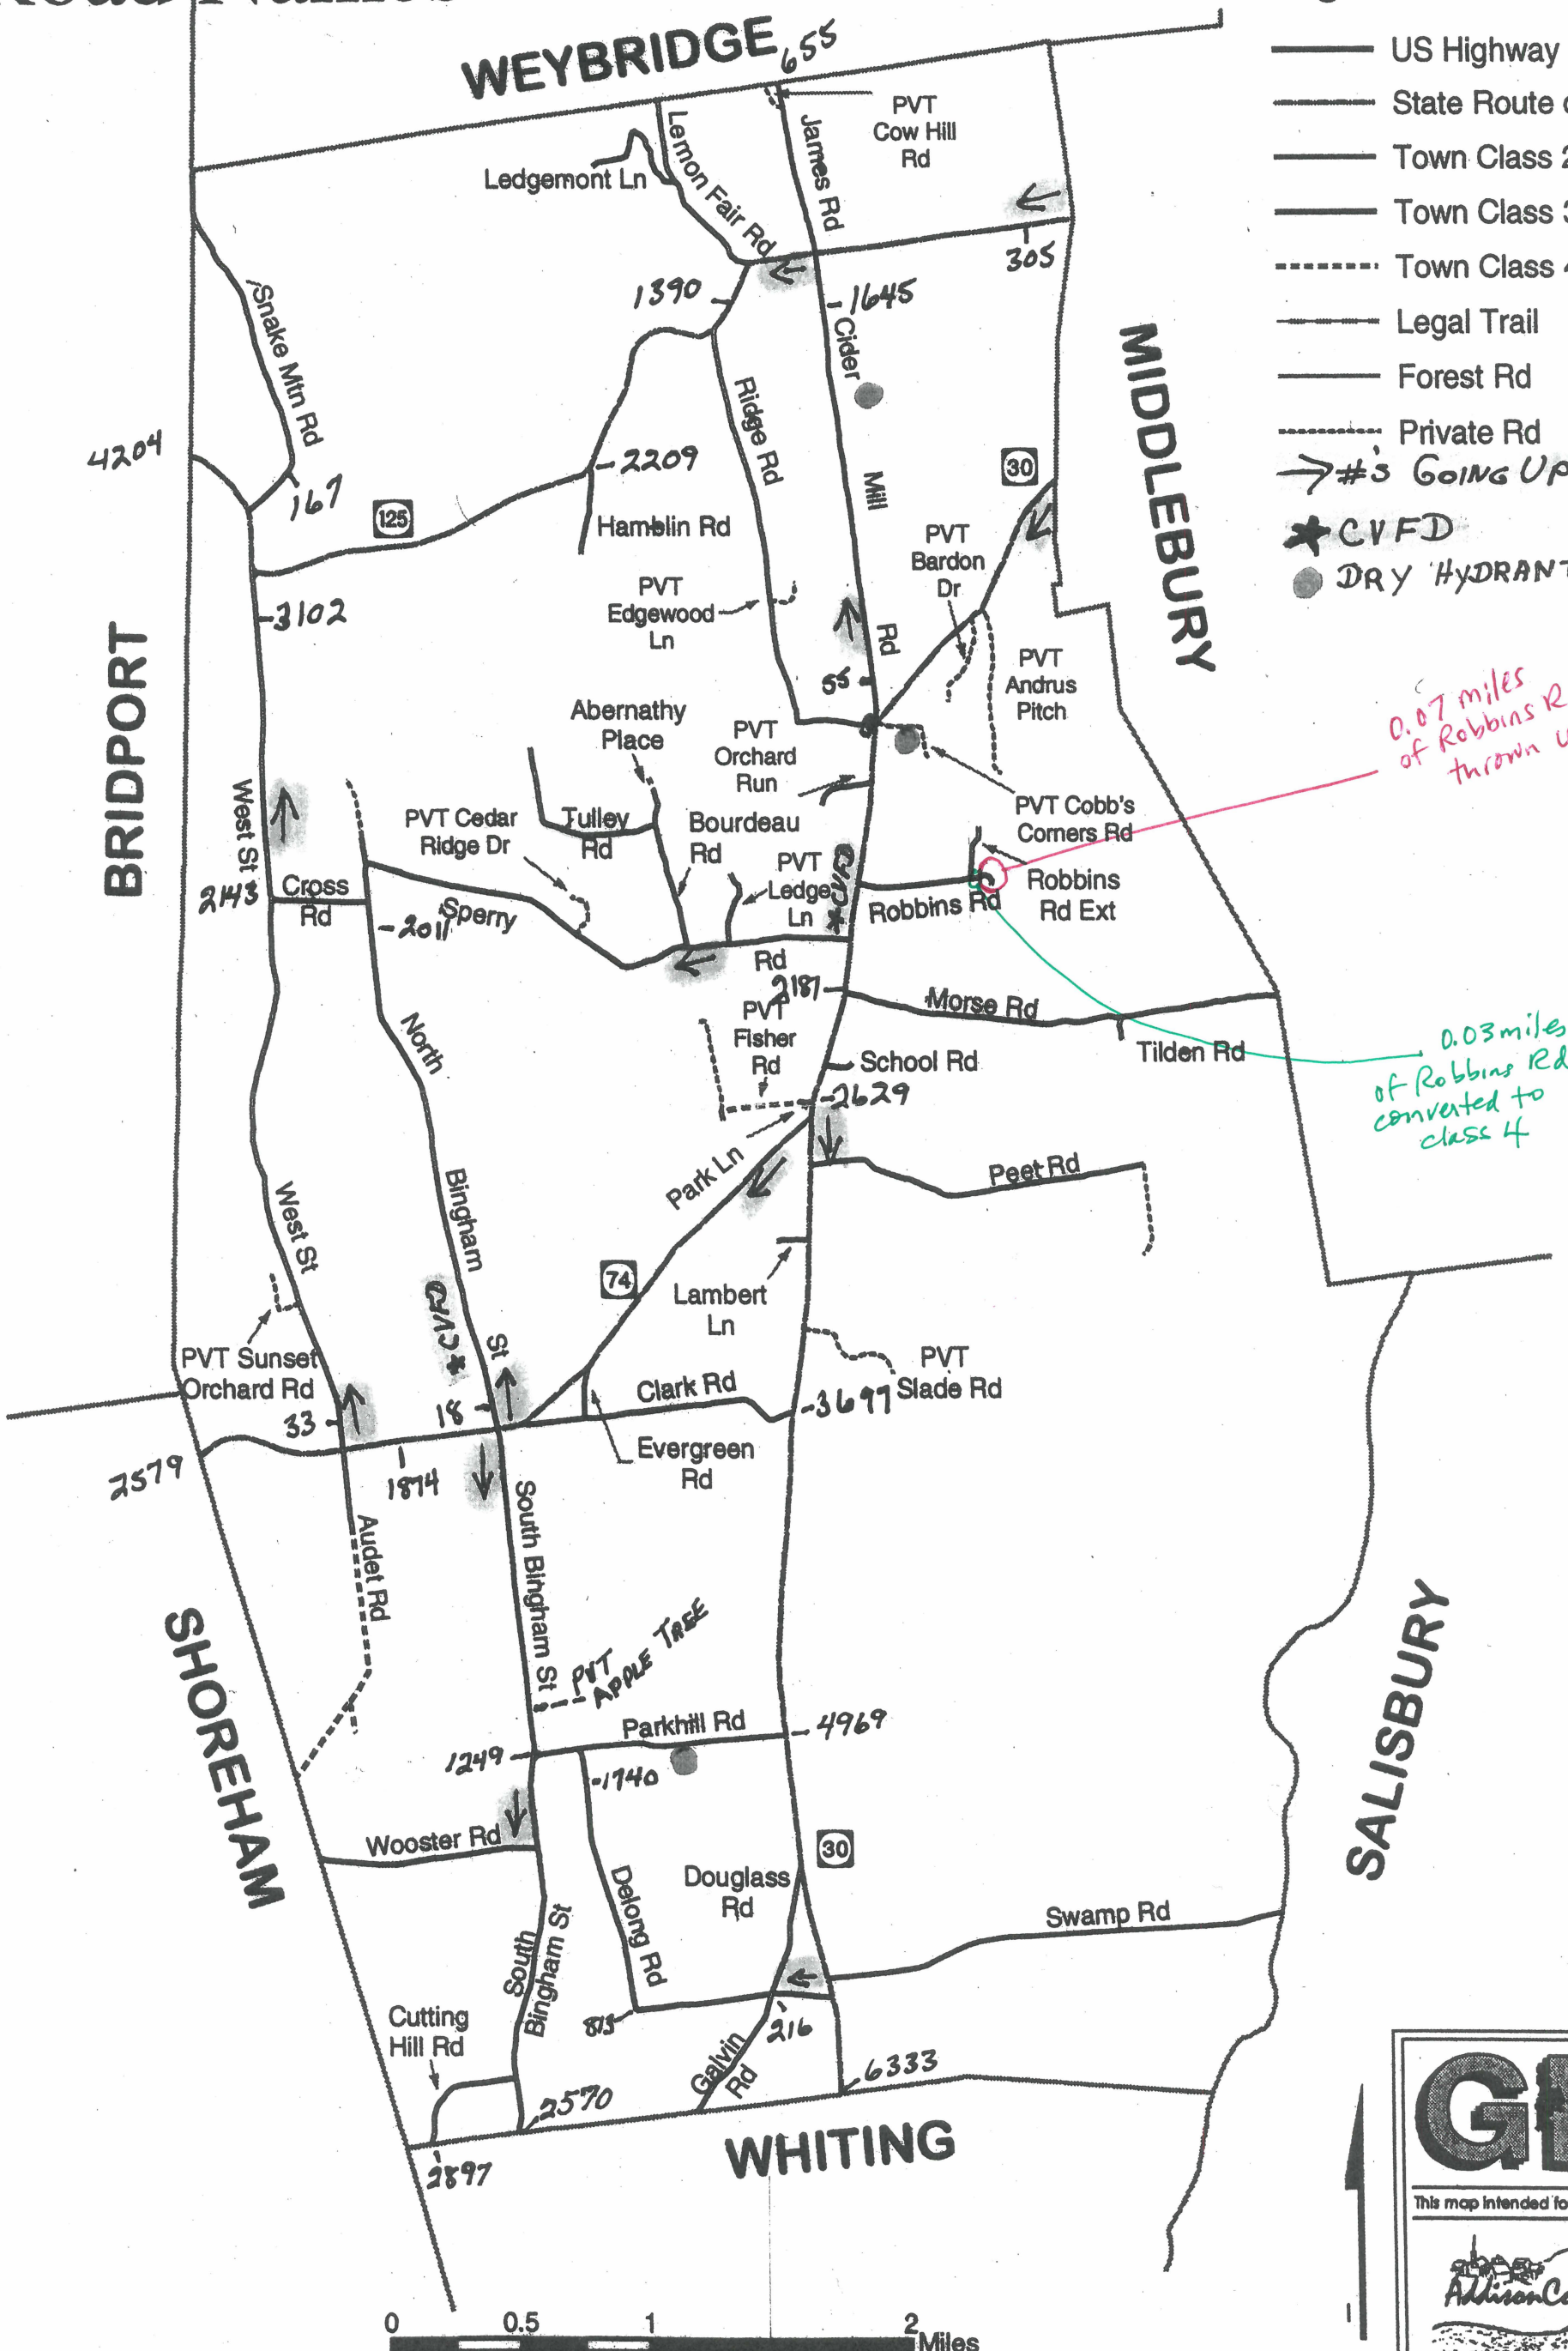 WEYBRIDGE
655
US Highway
State Route
Town Class 2
Town Class 3
Town Class 4
Legal Trail
Forest Rd
Private Rd
#'s GOING UP
CVFD
DRY HYDRANT
PVT
Cow Hill
Rd
James Rd
Lemon Fair Rd
Ledgemont Ln
305
1390
1645
Snake Mtn Rd
Cider
Mill
Rd
Ridge Rd
MIDDLEBURY
4204
167
125
2209
Hamblin Rd
30
PVT
Bardon
Dr
PVT
Edgewood
Ln
3102
BRIDPORT
55
PVT
Andrus
Pitch
0.07 miles
of Robbins R
thrown u
Abernathy
Place
PVT
Orchard
Run
West St
PVT Cedar
Ridge Dr
Tulley
Rd
Bourdeau
Rd
PVT Cobb's
Corners Rd
PVT
Ledge
Ln
CVFD
2143
Cross
Rd
2011
Sperry
Rd
Robbins Rd
Robbins
Rd Ext
2187
Morse Rd
Tilden Rd
PVT
Fisher
Rd
School Rd
2629
0.03 miles
of Robbins Rd
converted to
class 4
North
Bingham
St
Park Ln
Peet Rd
West St
74
Lambert
Ln
CVFD
PVT Sunset
Orchard Rd
PVT
Slade Rd
Clark Rd
3697
33
18
Evergreen
Rd
2579
1874
Audet Rd
South Bingham St
SHOREHAM
SALISBURY
PVT
APPLE TREE
Parkhill Rd
4969
1249
1740
Wooster Rd
30
Douglass
Rd
Delong Rd
Swamp Rd
South
Bingham St
Cutting
Hill Rd
813
216
Galvin
Rd
6333
2570
WHITING
2897
This map intended fo
Addison Co
0 0.5 1 2
Miles